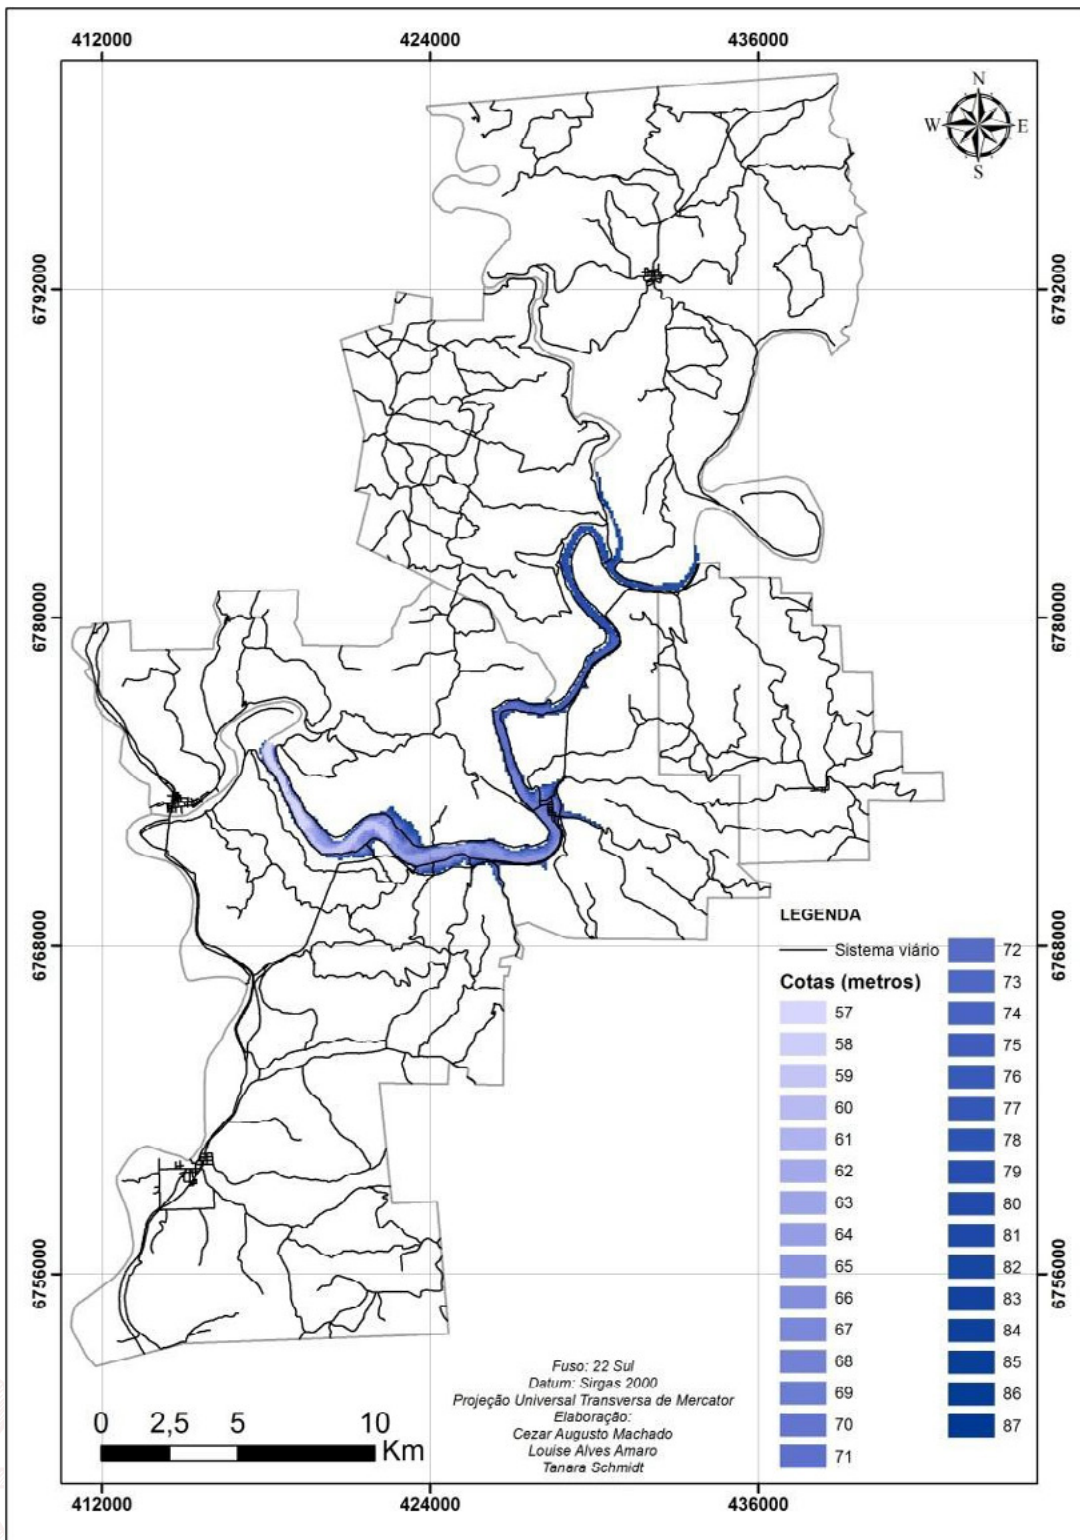 412000 424000 436000
N
W E
S
6792000 6792000
6780000 6780000
6768000 6768000
6756000 6756000
LEGENDA
Sistema viário
Cotas (metros)
57
58
59
60
61
62
63
64
65
66
67
68
69
70
71
72
73
74
75
76
77
78
79
80
81
82
83
84
85
86
87
Fuso: 22 Sul
Datum: Sirgas 2000
Projeção Universal Transversa de Mercator
Elaboração:
Cezar Augusto Machado
Louise Alves Amaro
Tanara Schmidt
0 2,5 5 10
Km
412000 424000 436000